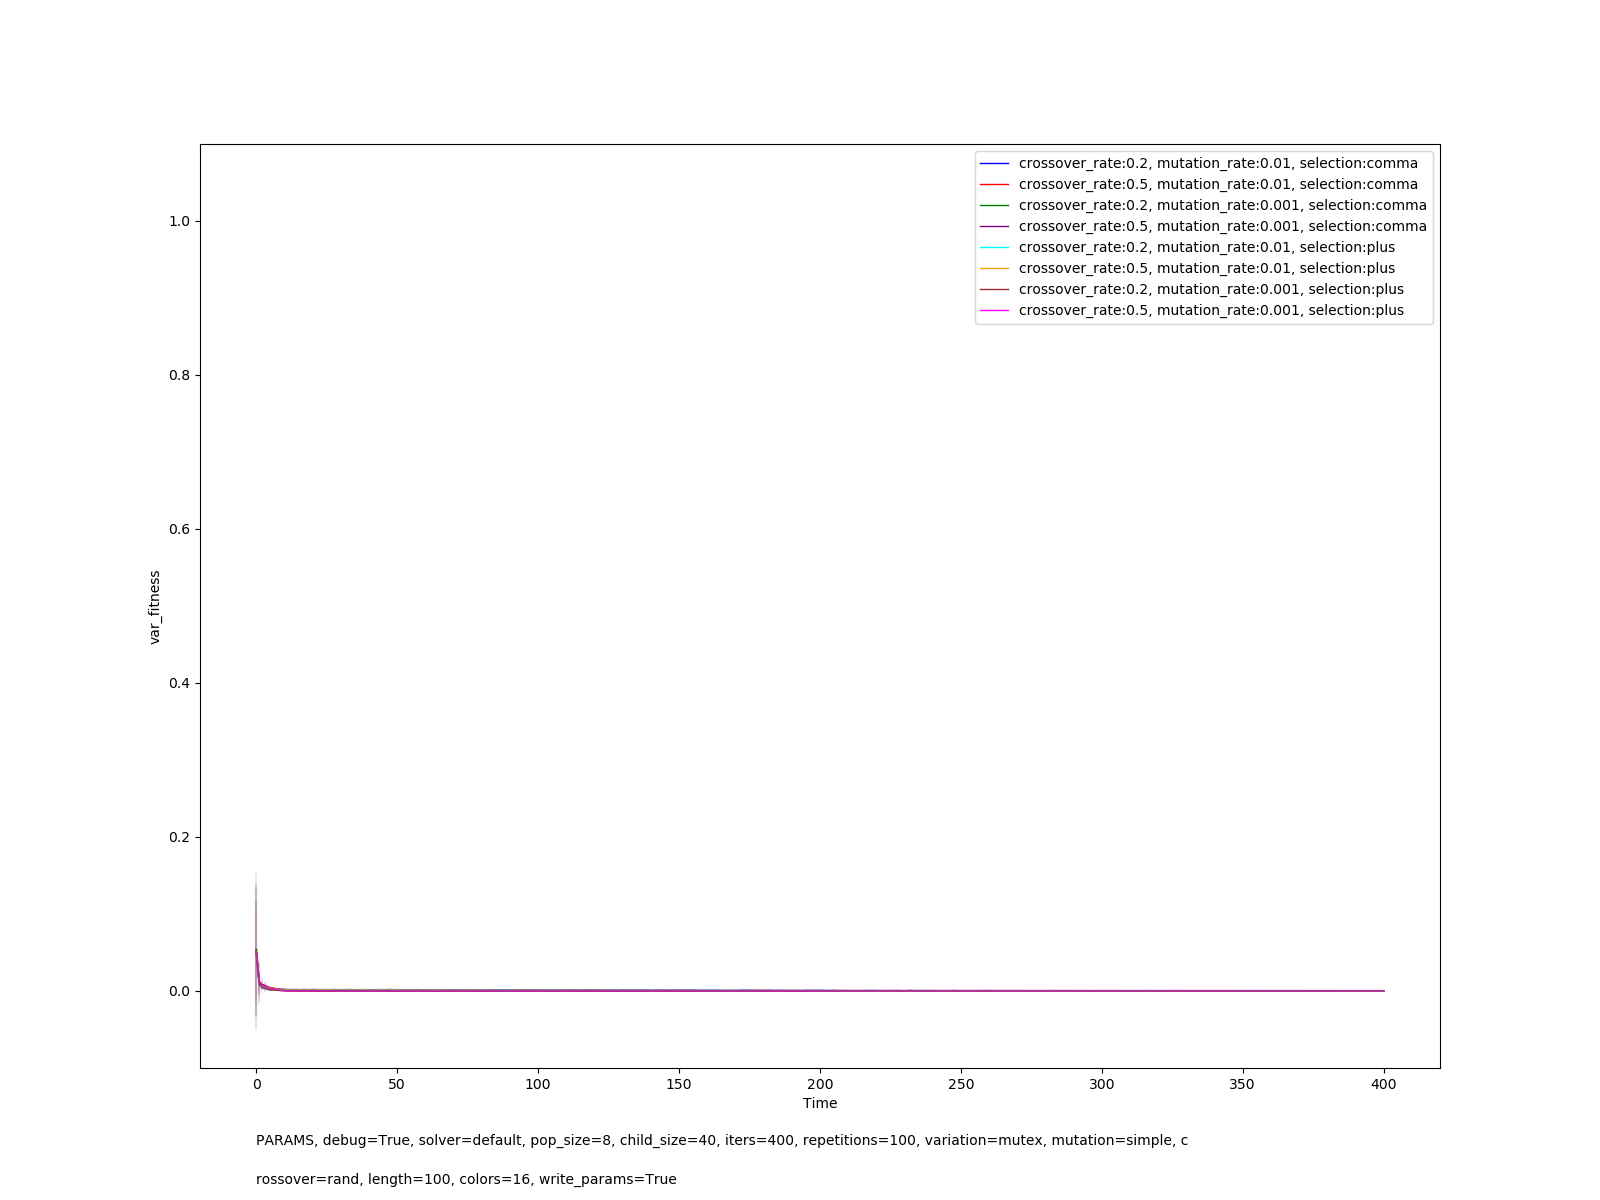 crossover_rate:0.2, mutation_rate:0.01, selection:comma
crossover_rate:0.5, mutation_rate:0.01, selection:comma
crossover_rate:0.2, mutation_rate:0.001, selection:comma
crossover_rate:0.5, mutation_rate:0.001, selection:comma
crossover_rate:0.2, mutation_rate:0.01, selection:plus
crossover_rate:0.5, mutation_rate:0.01, selection:plus
crossover_rate:0.2, mutation_rate:0.001, selection:plus
crossover_rate:0.5, mutation_rate:0.001, selection:plus
1.0
0.8
0.6
0.4
0.2
0.0
var_fitness
0 50 100 150 200 250 300 350 400
Time
PARAMS, debug=True, solver=default, pop_size=8, child_size=40, iters=400, repetitions=100, variation=mutex, mutation=simple, c
rossover=rand, length=100, colors=16, write_params=True